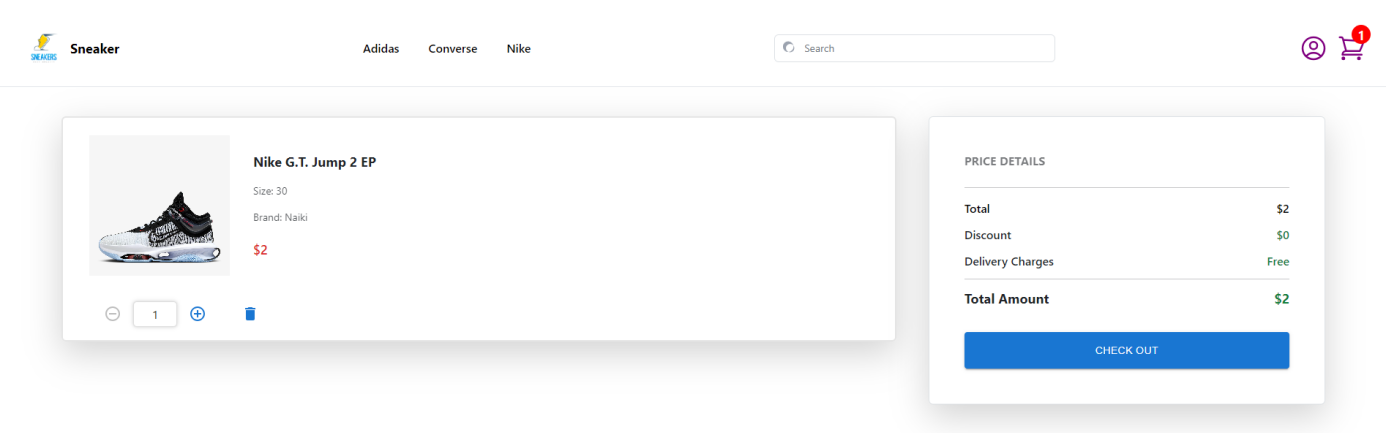 SNEAKERS
Sneaker
Adidas Converse Nike
Search
1
Nike G.T. Jump 2 EP
Size: 30
Brand: Naiki
$2
1
PRICE DETAILS
Total $2
Discount $0
Delivery Charges Free
Total Amount $2
CHECK OUT